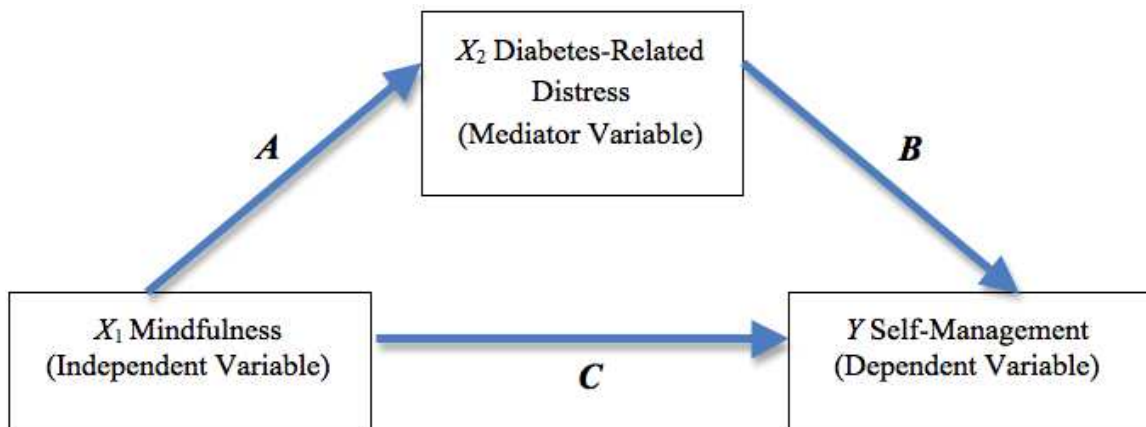 X₂ Diabetes-Related
Distress
(Mediator Variable)
A
B
X₁ Mindfulness
(Independent Variable)
C
Y Self-Management
(Dependent Variable)